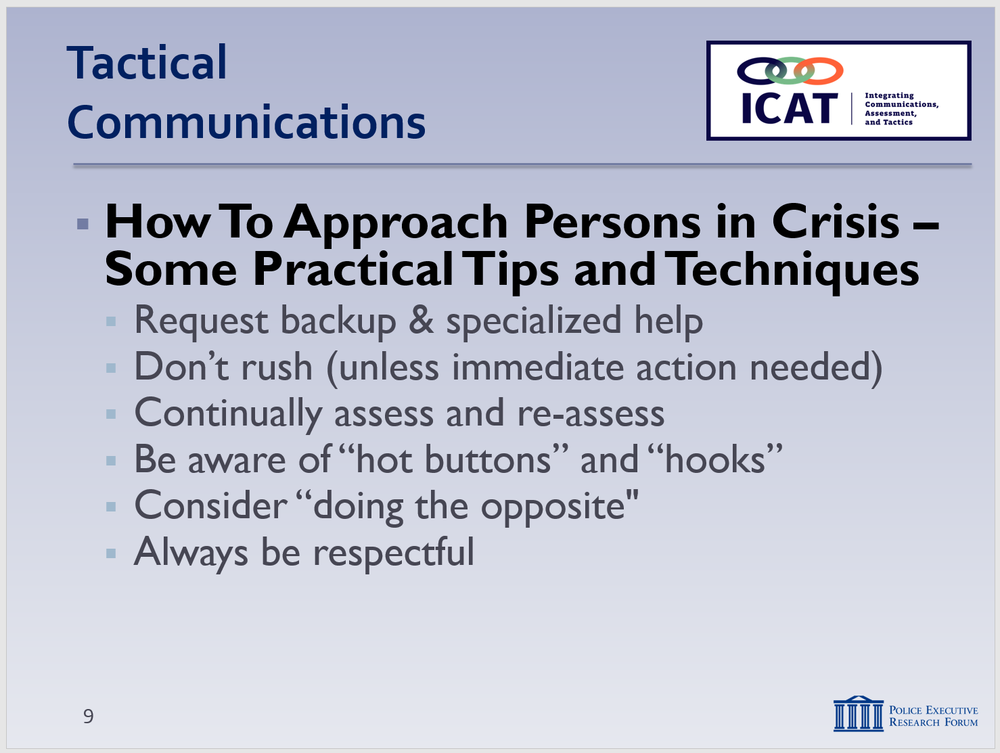 Tactical
Communications
ICAT
Integrating
Communications,
Assessment,
and Tactics
▪ How To Approach Persons in Crisis –
Some Practical Tips and Techniques
▪ Request backup & specialized help
▪ Don’t rush (unless immediate action needed)
▪ Continually assess and re-assess
▪ Be aware of “hot buttons” and “hooks”
▪ Consider “doing the opposite"
▪ Always be respectful
9
POLICE EXECUTIVE
RESEARCH FORUM